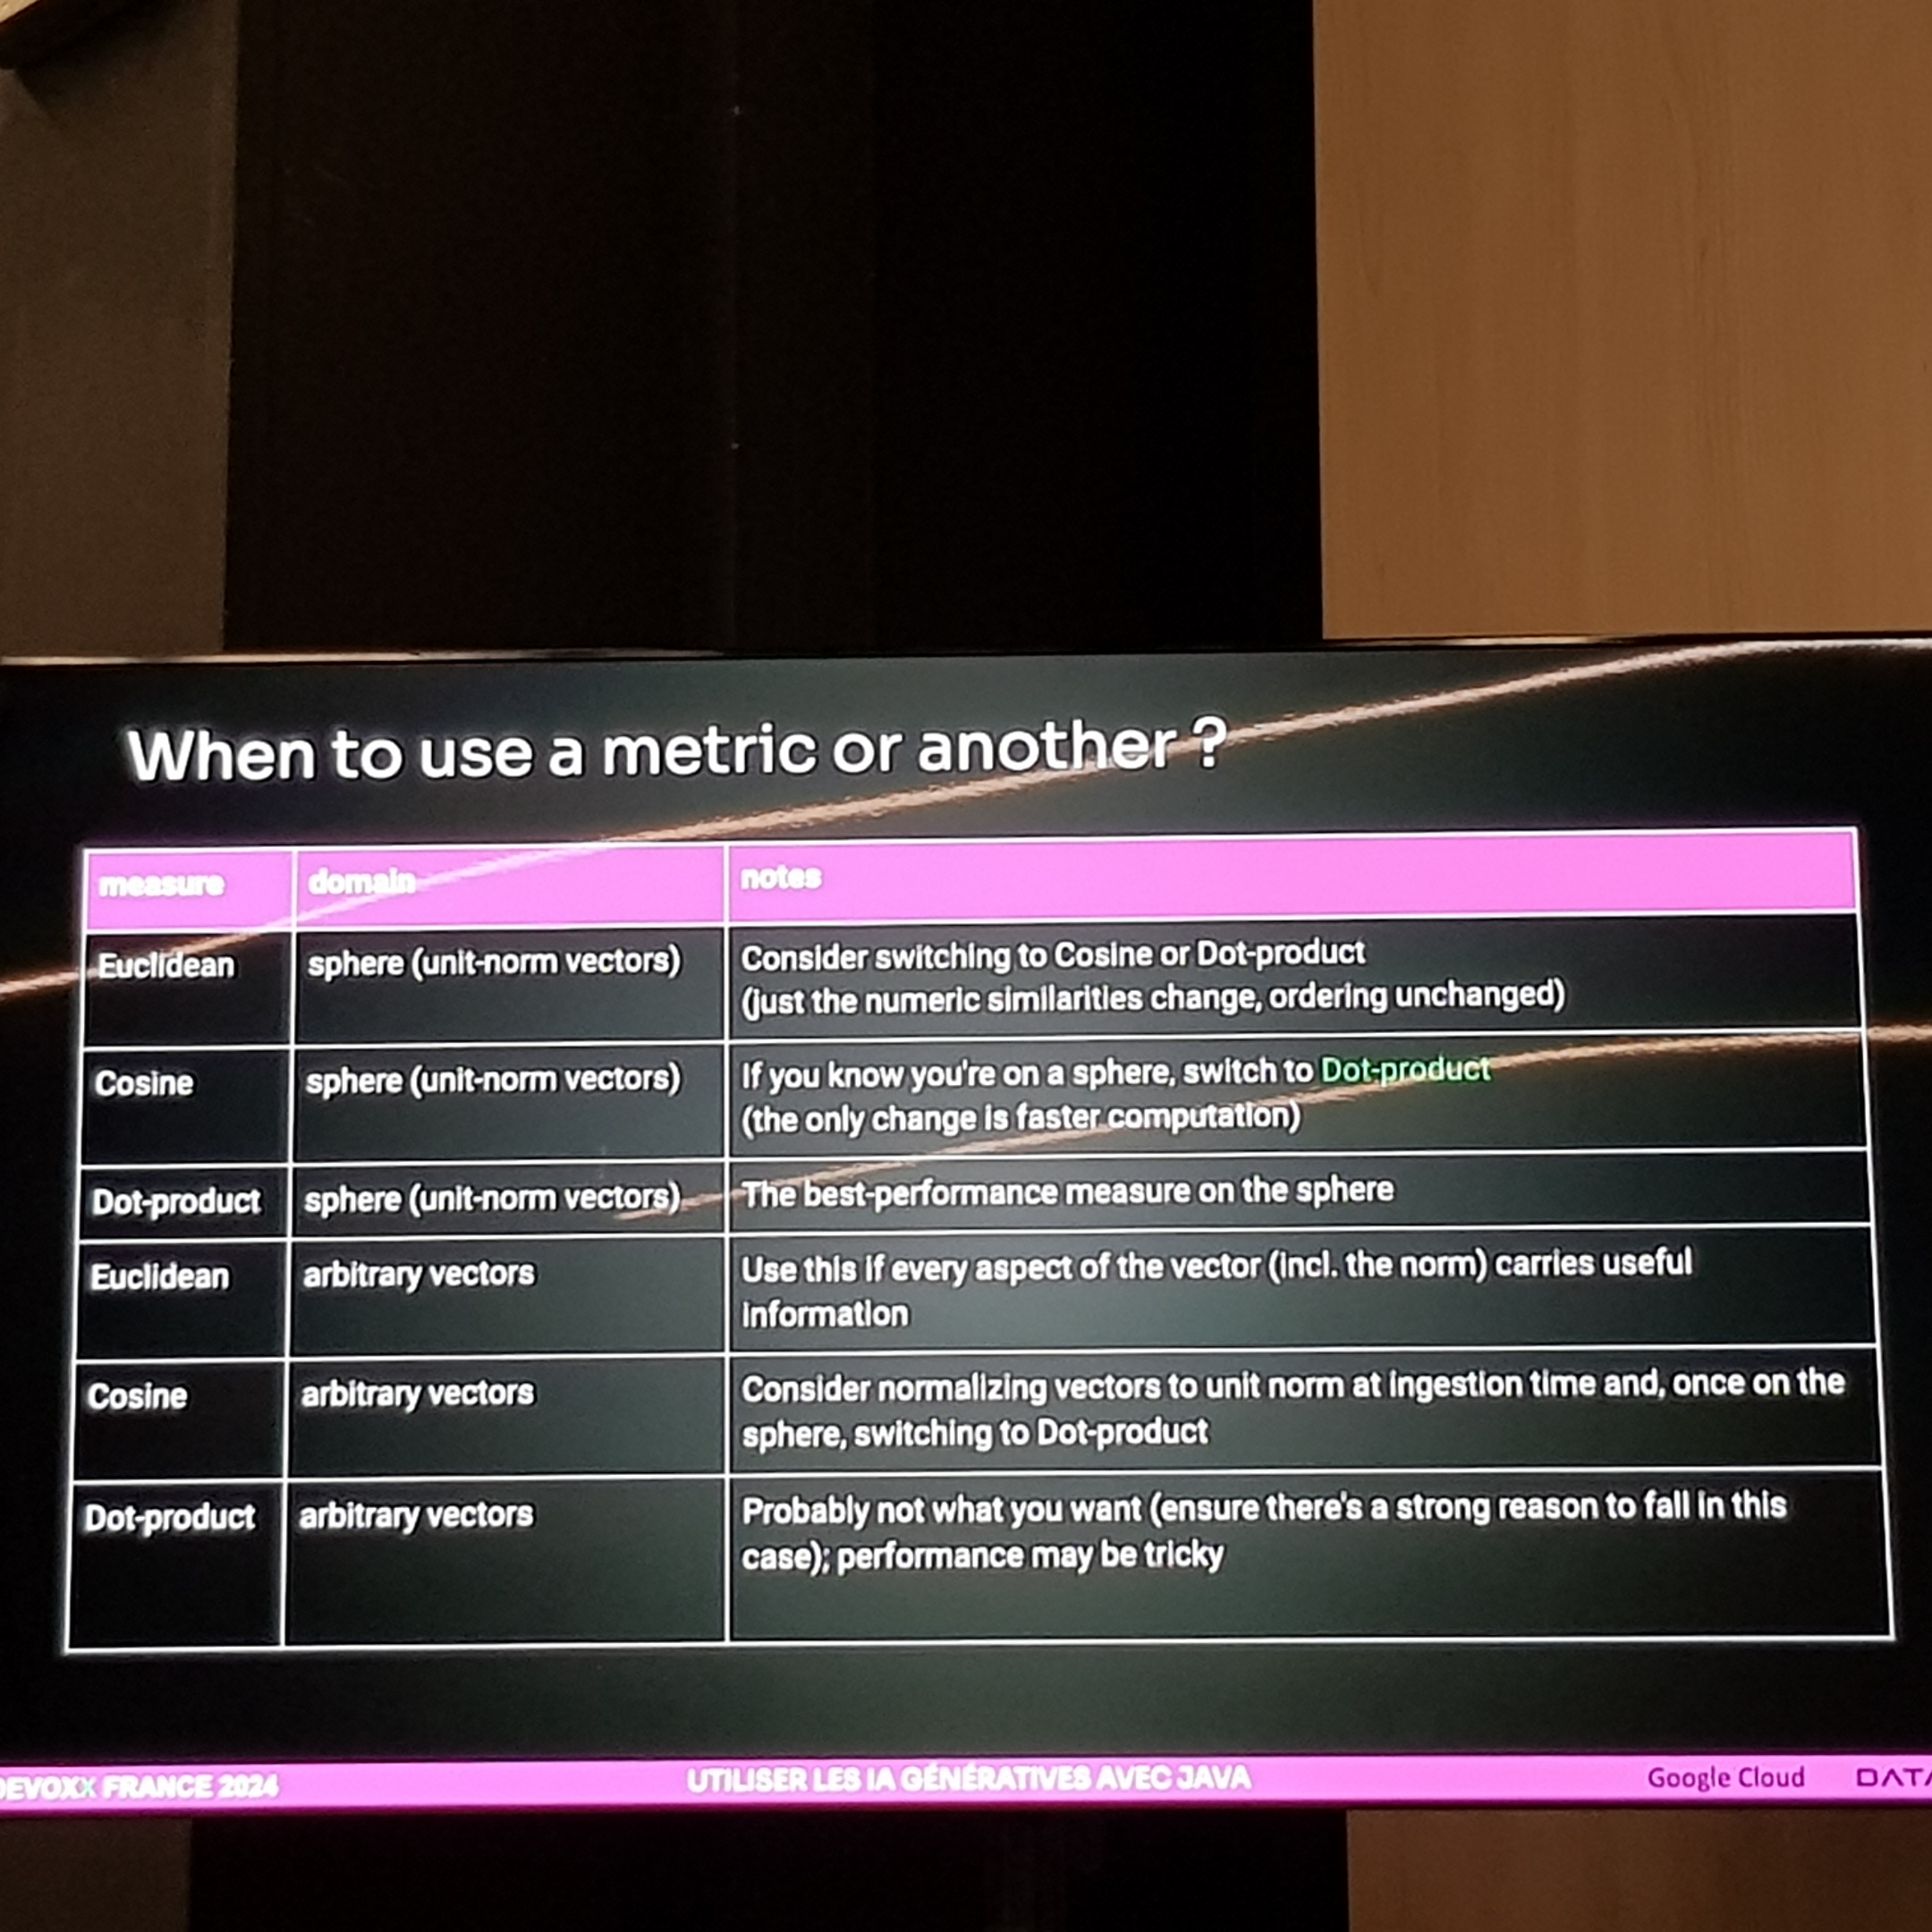 When to use a metric or another ?
measure domain notes
Euclidean sphere (unit-norm vectors) Consider switching to Cosine or Dot-product
(just the numeric similarities change, ordering unchanged)
Cosine sphere (unit-norm vectors) If you know you're on a sphere, switch to Dot-product
(the only change is faster computation)
Dot-product sphere (unit-norm vectors) The best-performance measure on the sphere
Euclidean arbitrary vectors Use this if every aspect of the vector (incl. the norm) carries useful
information
Cosine arbitrary vectors Consider normalizing vectors to unit norm at ingestion time and, once on the
sphere, switching to Dot-product
Dot-product arbitrary vectors Probably not what you want (ensure there's a strong reason to fall in this
case); performance may be tricky
DEVOXX FRANCE 2024 UTILISER LES IA GÉNÉRATIVES AVEC JAVA Google Cloud